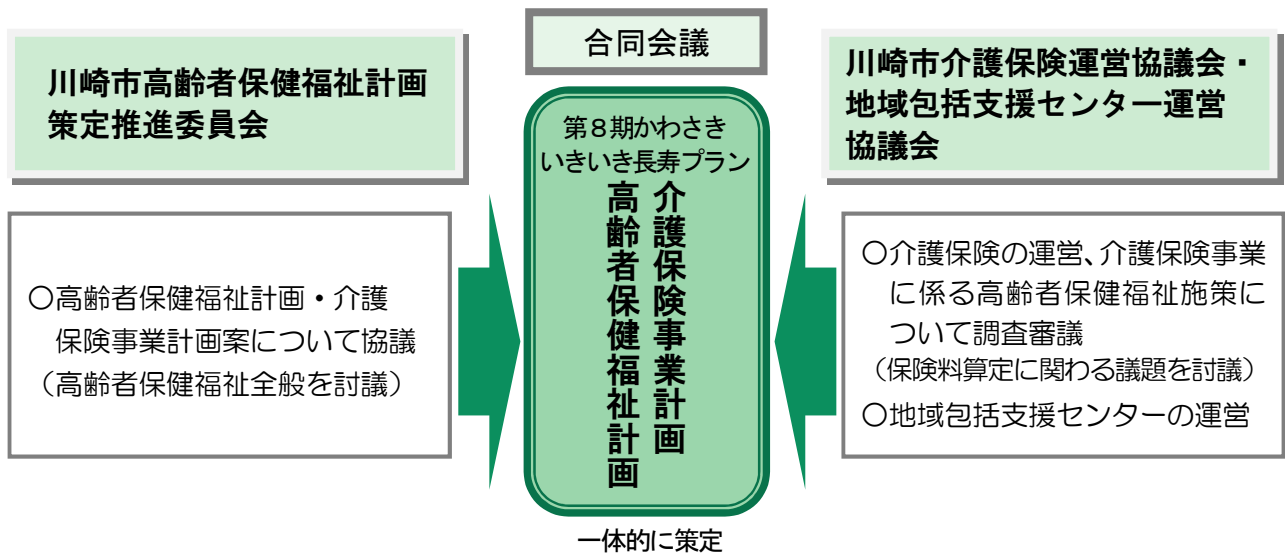 合同会議
川崎市高齢者保健福祉計画
策定推進委員会
○高齢者保健福祉計画・介護
保険事業計画案について協議
（高齢者保健福祉全般を討議）
第８期かわさき
いきいき長寿プラン
介護保険事業計画
高齢者保健福祉計画
一体的に策定
川崎市介護保険運営協議会・
地域包括支援センター運営
協議会
○介護保険の運営、介護保険事業
に係る高齢者保健福祉施策に
ついて調査審議
（保険料算定に関わる議題を討議）
○地域包括支援センターの運営